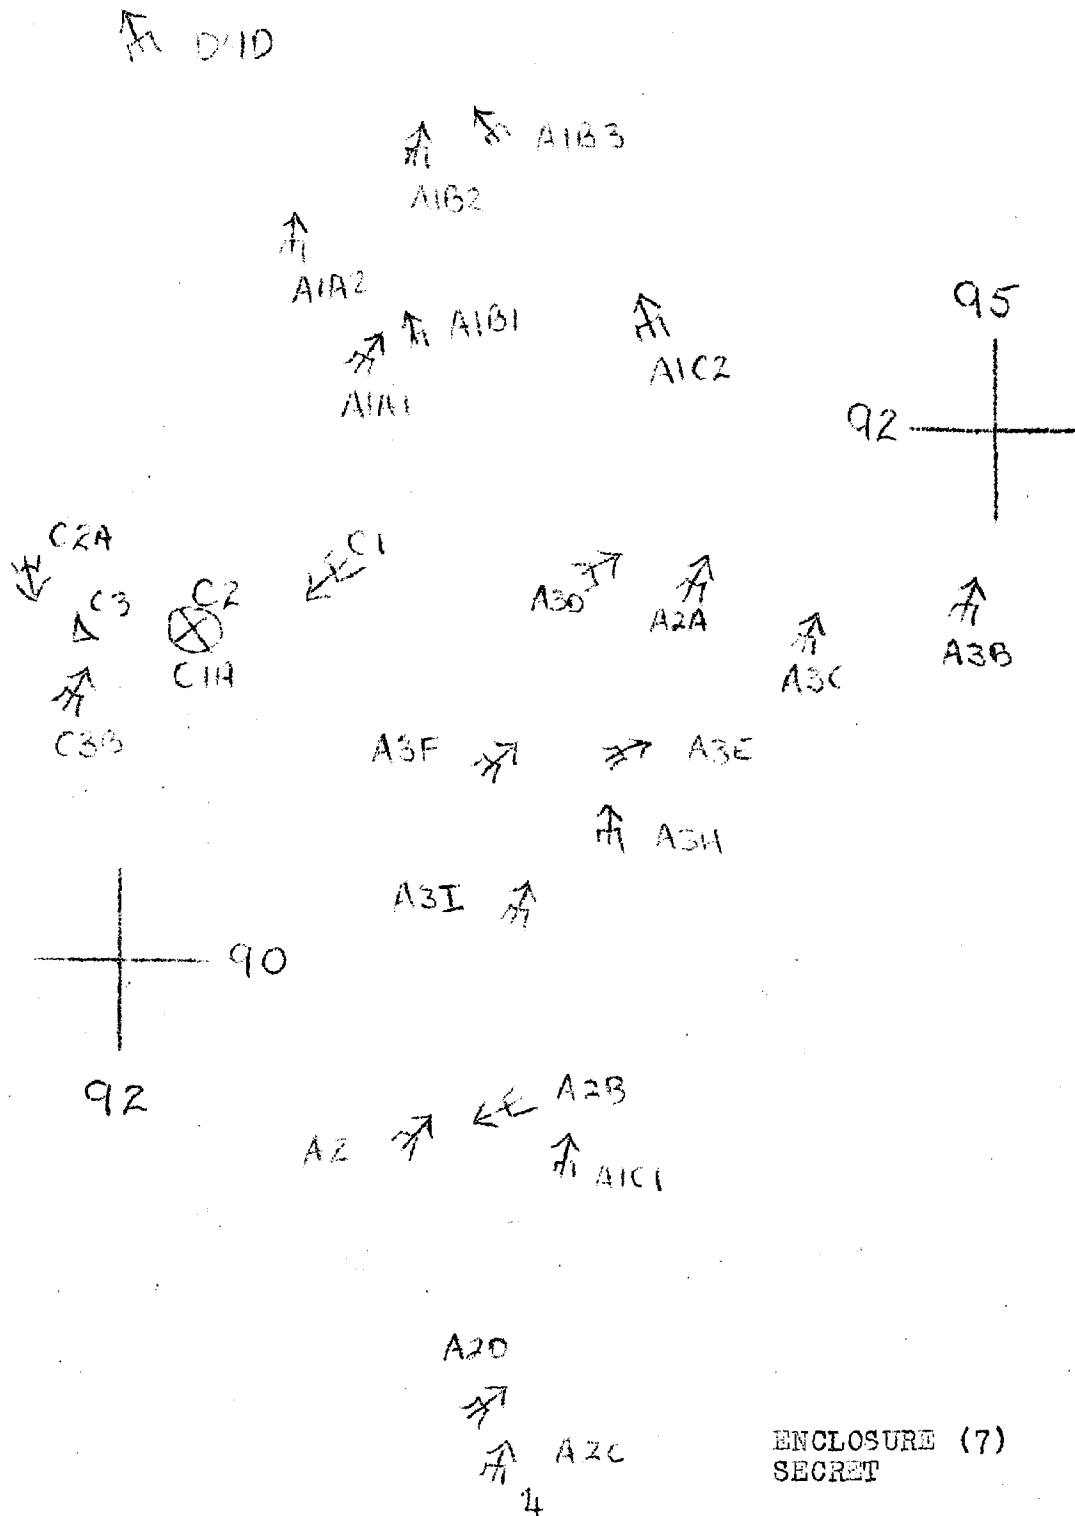 D1D
A1B3
A1B2
A1A2
95
A1B1
A1C2
A1A1
92
C2A
C1
C3
C2
A3D
A2A
A3B
C1A
A3C
C3B
A3F
A3E
A3H
A3I
90
92
A2B
A2
A1C1
A2D
A2C
ENCLOSURE (7)
SECRET
4